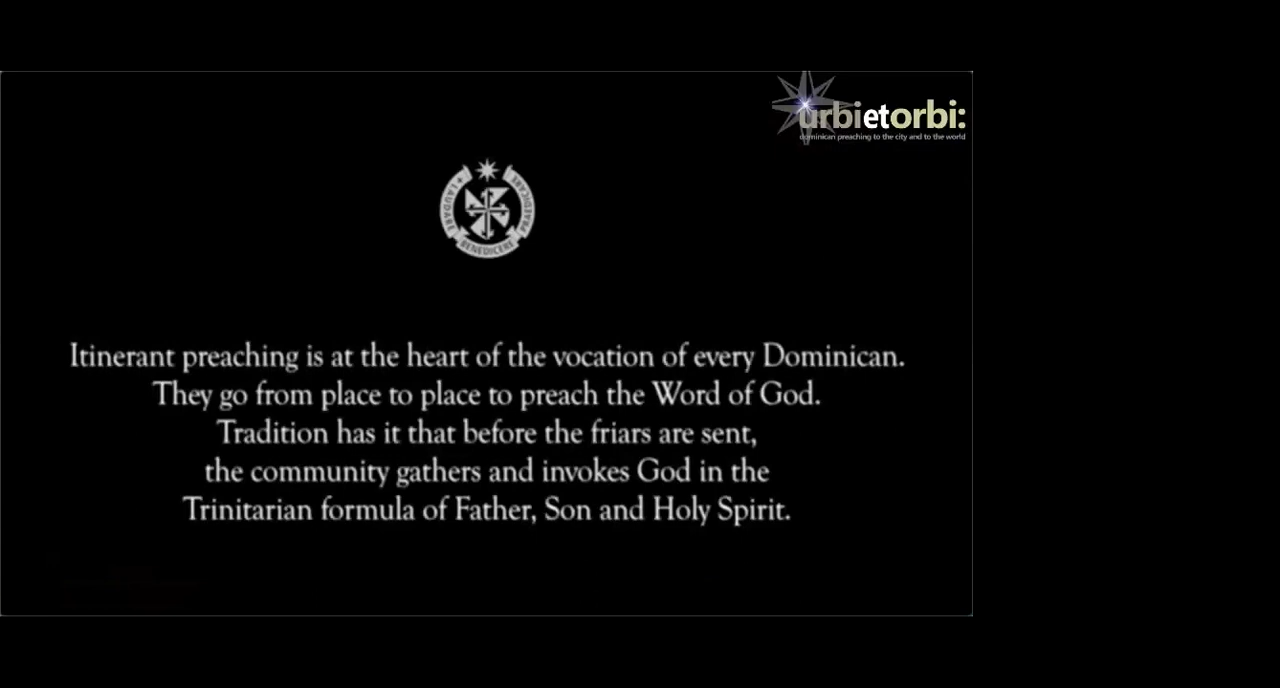 urbietorbi:
dominican preaching to the city and to the world
LAUDARE
BENEDICERE
PRAEDICARE
Itinerant preaching is at the heart of the vocation of every Dominican.
They go from place to place to preach the Word of God.
Tradition has it that before the friars are sent,
the community gathers and invokes God in the
Trinitarian formula of Father, Son and Holy Spirit.